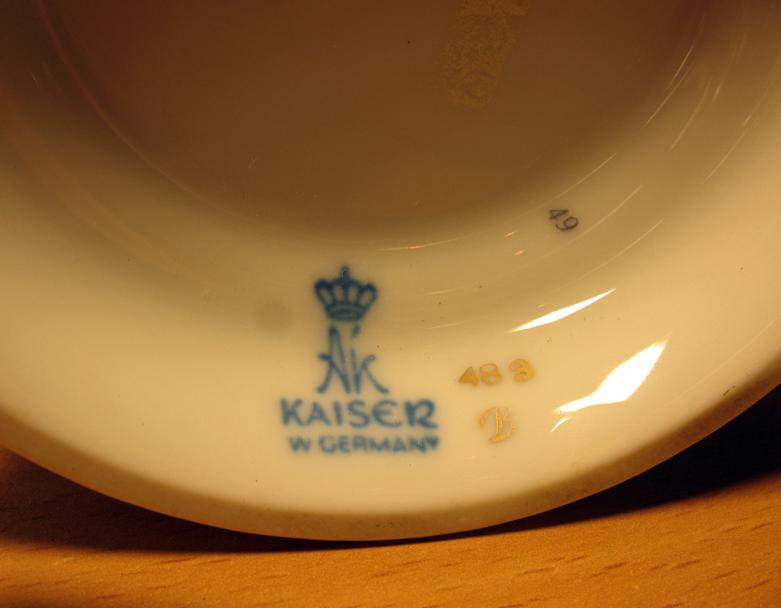 49
AK
KAISER
W GERMANY
483
B